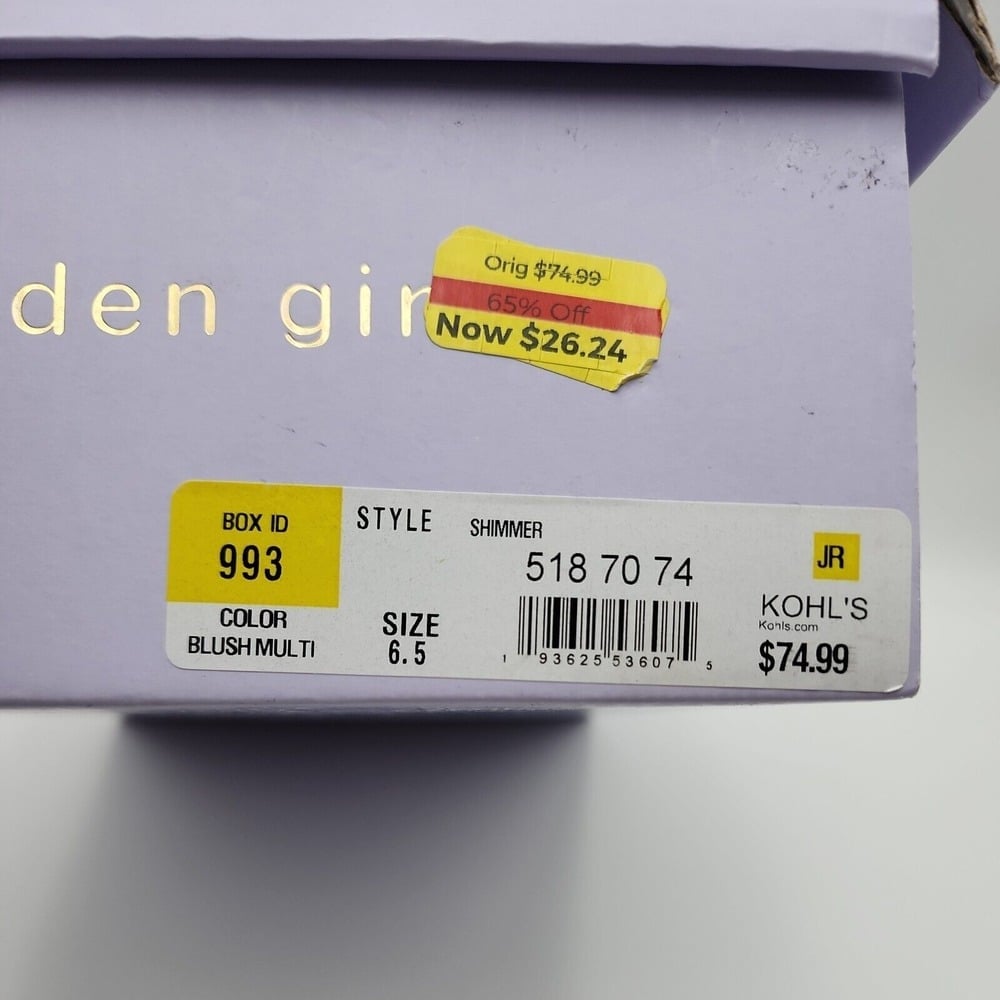 den gir
Orig $74.99
65% Off
Now $26.24
BOX ID
993
COLOR
BLUSH MULTI
STYLE SHIMMER
518 70 74
SIZE
6.5
1 93625 53607 5
JR
KOHL'S
Kohls.com
$74.99